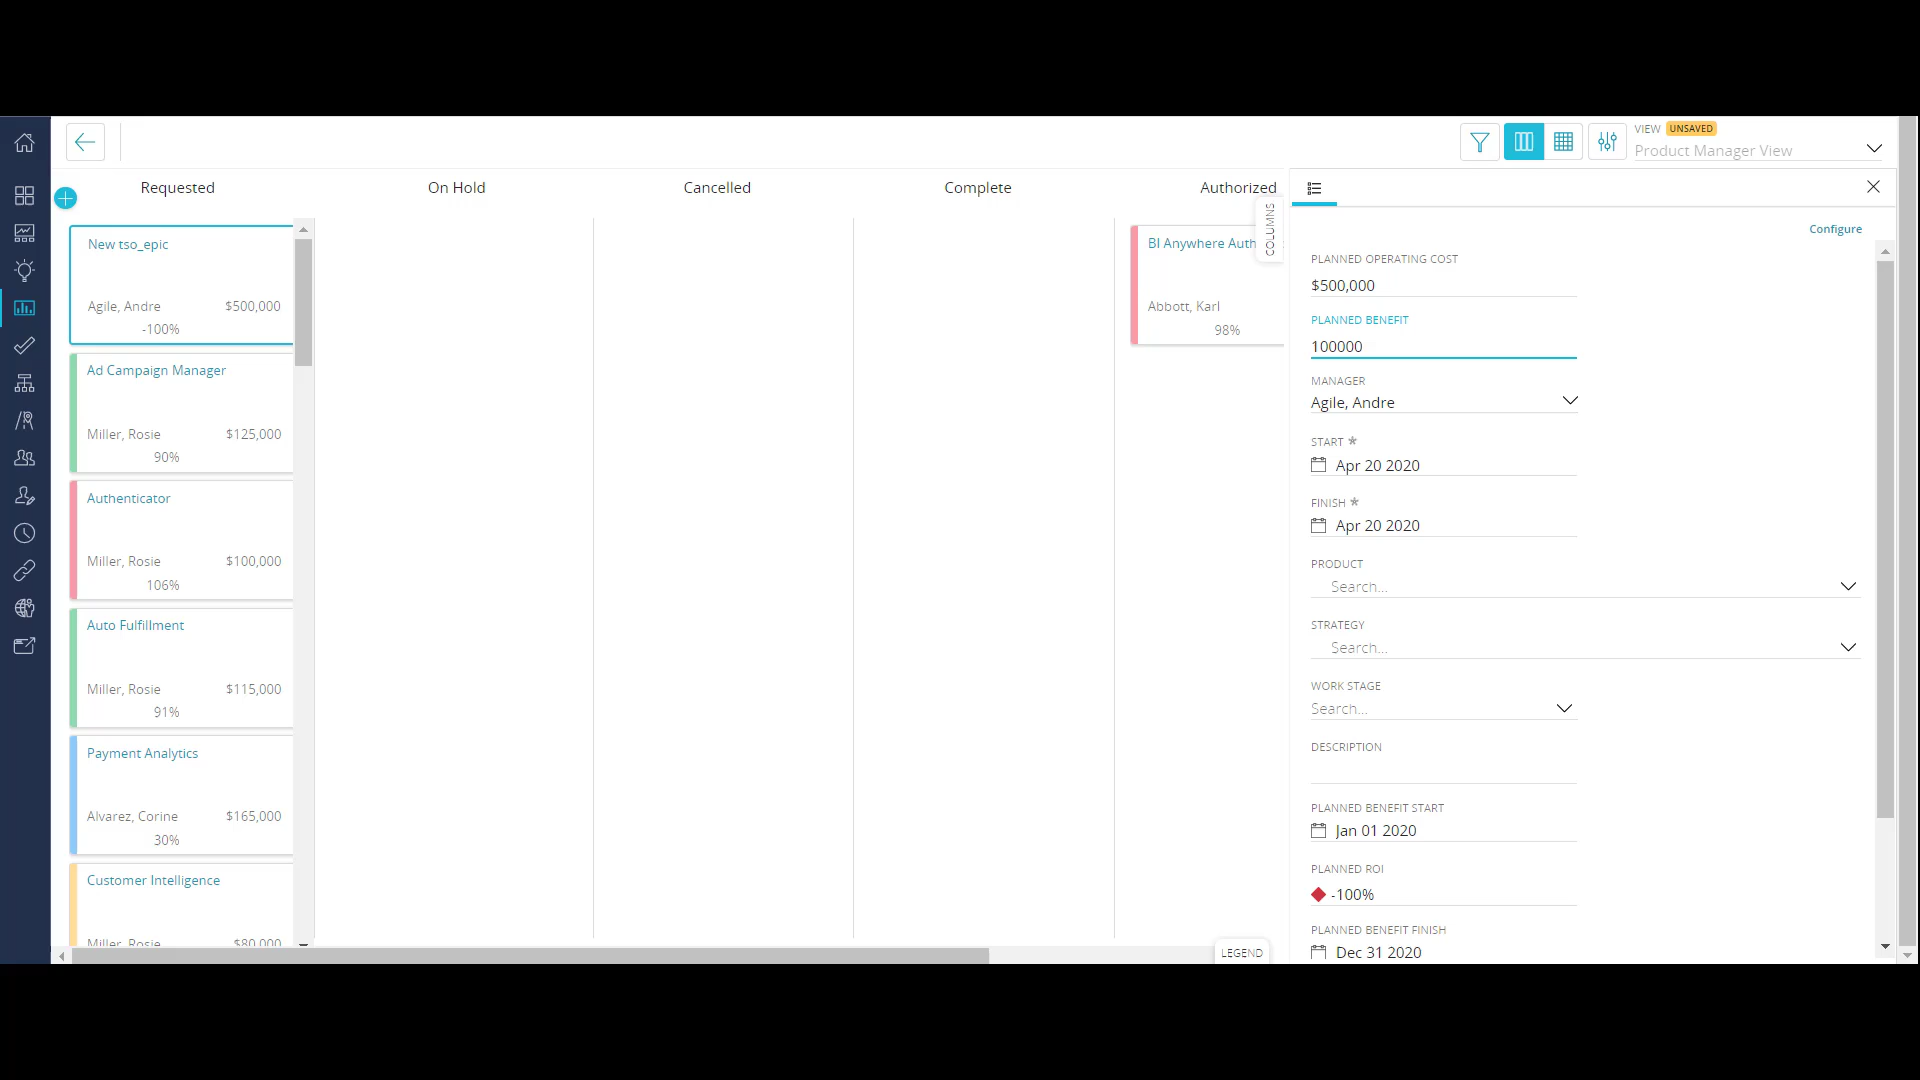 VIEW UNSAVED
Product Manager View
Requested
On Hold
Cancelled
Complete
Authorized
COLUMNS
New tso_epic
Agile, Andre $500,000
-100%
Ad Campaign Manager
Miller, Rosie $125,000
90%
Authenticator
Miller, Rosie $100,000
106%
Auto Fulfillment
Miller, Rosie $115,000
91%
Payment Analytics
Alvarez, Corine $165,000
30%
Customer Intelligence
Miller, Rosie $80,000
BI Anywhere Auth
Abbott, Karl
98%
LEGEND
Configure
PLANNED OPERATING COST
$500,000
PLANNED BENEFIT
100000
MANAGER
Agile, Andre
START *
Apr 20 2020
FINISH *
Apr 20 2020
PRODUCT
Search...
STRATEGY
Search...
WORK STAGE
Search...
DESCRIPTION
PLANNED BENEFIT START
Jan 01 2020
PLANNED ROI
-100%
PLANNED BENEFIT FINISH
Dec 31 2020